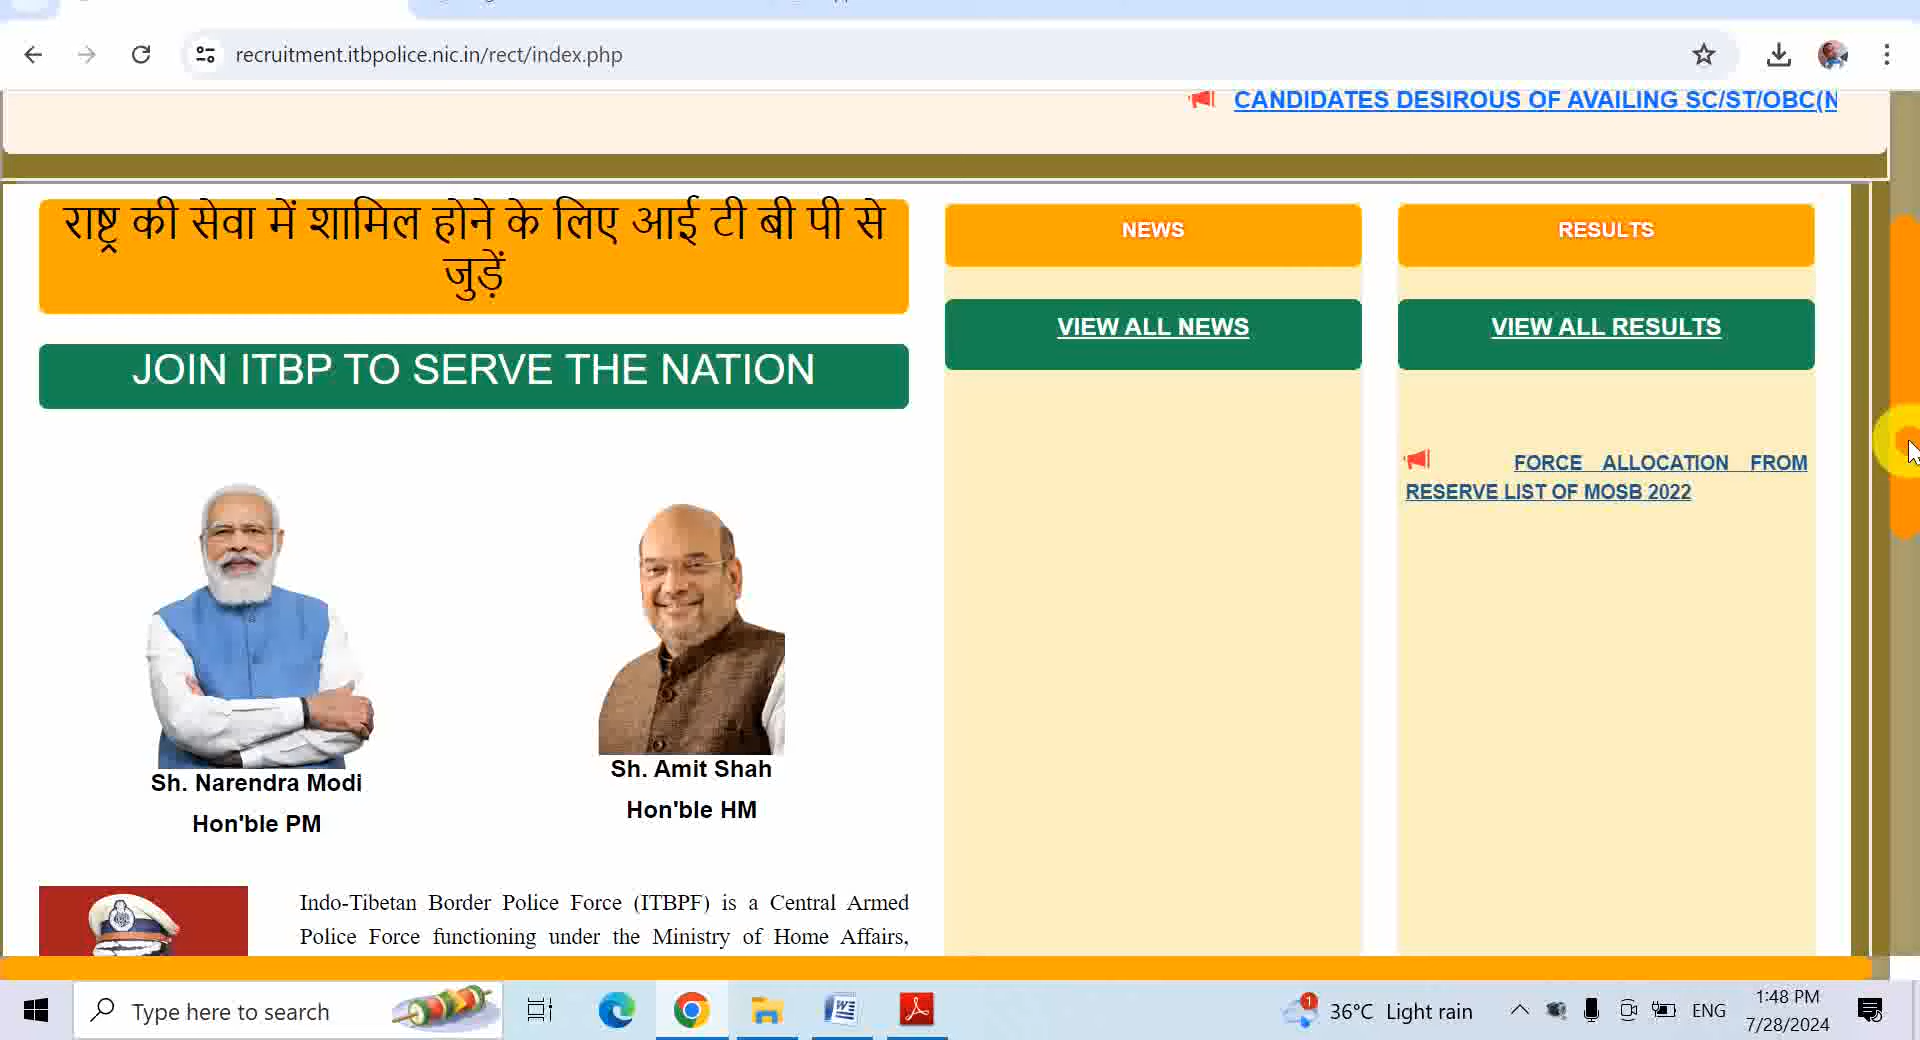 recruitment.itbpolice.nic.in/rect/index.php
CANDIDATES DESIROUS OF AVAILING SC/ST/OBC(N
राष्ट्र की सेवा में शामिल होने के लिए आई टी बी पी से
जुड़ें
JOIN ITBP TO SERVE THE NATION
NEWS
VIEW ALL NEWS
RESULTS
VIEW ALL RESULTS
FORCE ALLOCATION FROM
RESERVE LIST OF MOSB 2022
Sh. Narendra Modi
Hon'ble PM
Sh. Amit Shah
Hon'ble HM
Indo-Tibetan Border Police Force (ITBPF) is a Central Armed
Police Force functioning under the Ministry of Home Affairs,
Type here to search
1
36°C Light rain
ENG
1:48 PM
7/28/2024